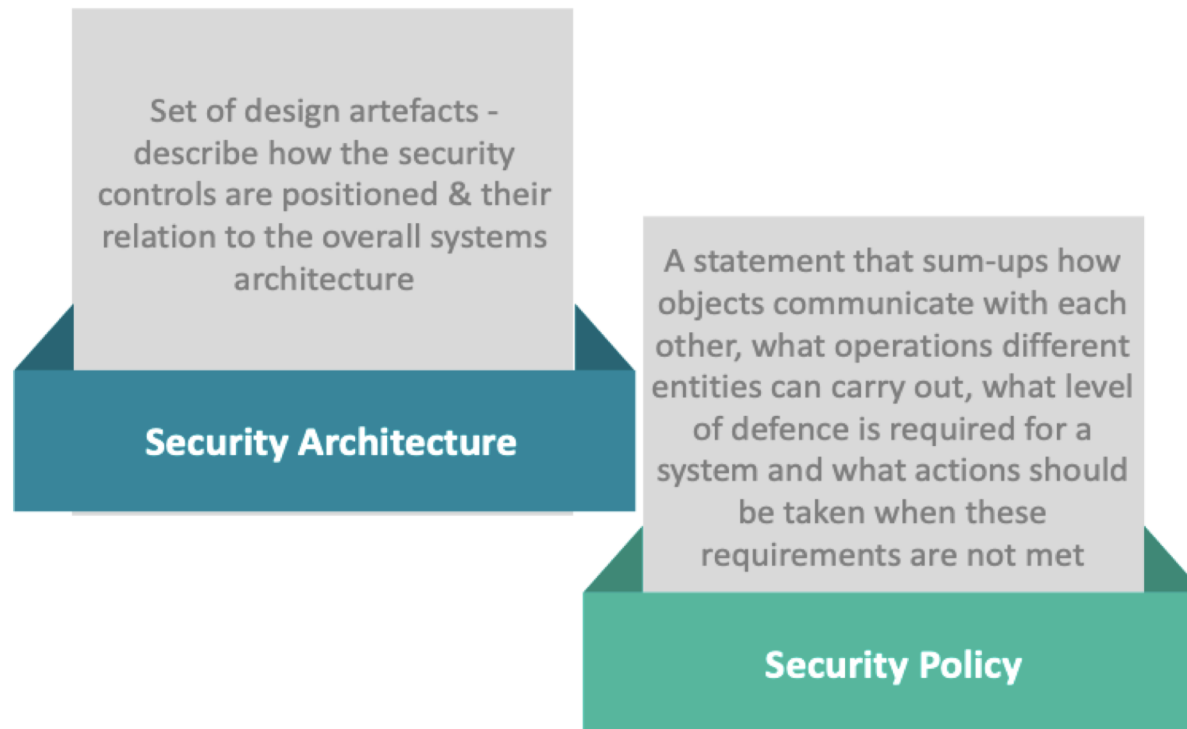 Set of design artefacts -
describe how the security
controls are positioned & their
relation to the overall systems
architecture
Security Architecture
A statement that sum-ups how
objects communicate with each
other, what operations different
entities can carry out, what level
of defence is required for a
system and what actions should
be taken when these
requirements are not met
Security Policy